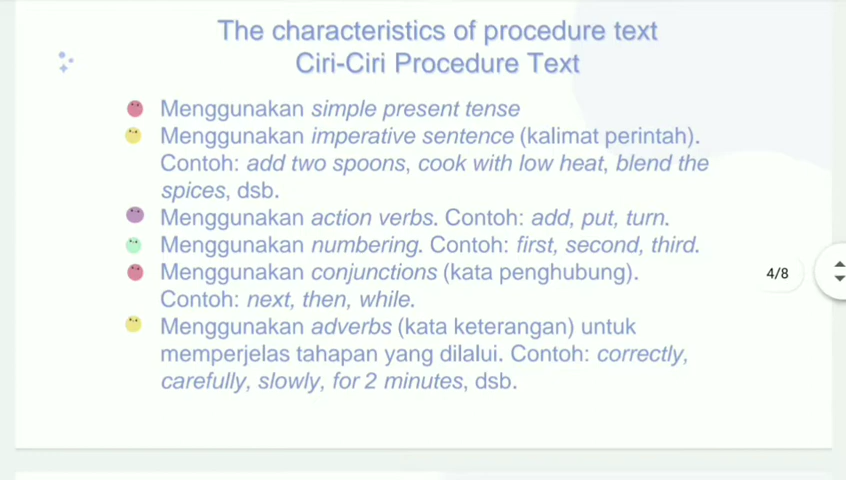 The characteristics of procedure text
Ciri-Ciri Procedure Text
Menggunakan simple present tense
Menggunakan imperative sentence (kalimat perintah).
Contoh: add two spoons, cook with low heat, blend the
spices, dsb.
Menggunakan action verbs. Contoh: add, put, turn.
Menggunakan numbering. Contoh: first, second, third.
Menggunakan conjunctions (kata penghubung).
Contoh: next, then, while.
Menggunakan adverbs (kata keterangan) untuk
memperjelas tahapan yang dilalui. Contoh: correctly,
carefully, slowly, for 2 minutes, dsb.
4/8